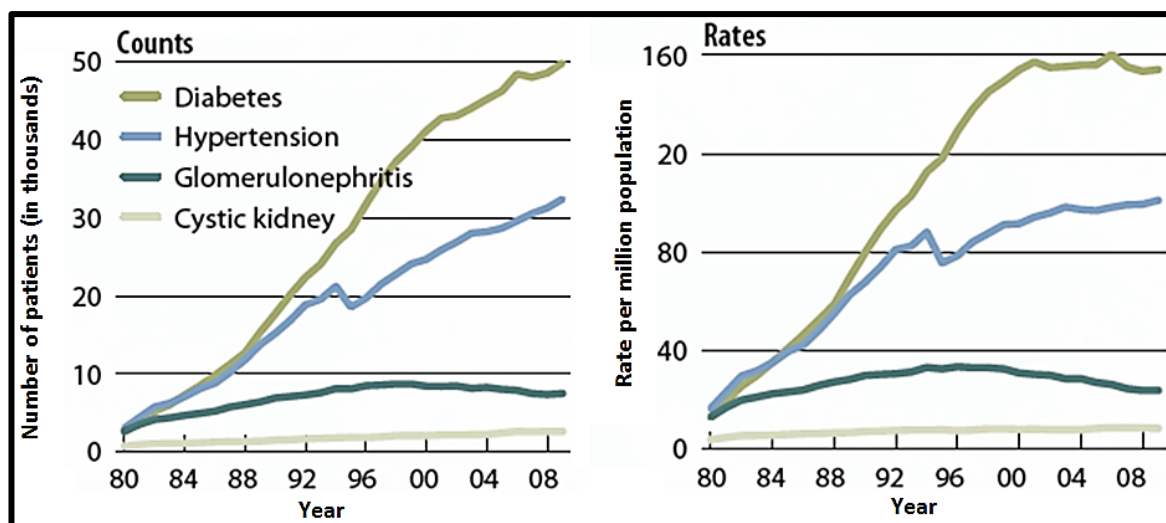 Counts
Number of patients (in thousands)
50
40
30
20
10
0
Diabetes
Hypertension
Glomerulonephritis
Cystic kidney
80 84 88 92 96 00 04 08
Year
Rates
Rate per million population
160
20
80
40
0
80 84 88 92 96 00 04 08
Year